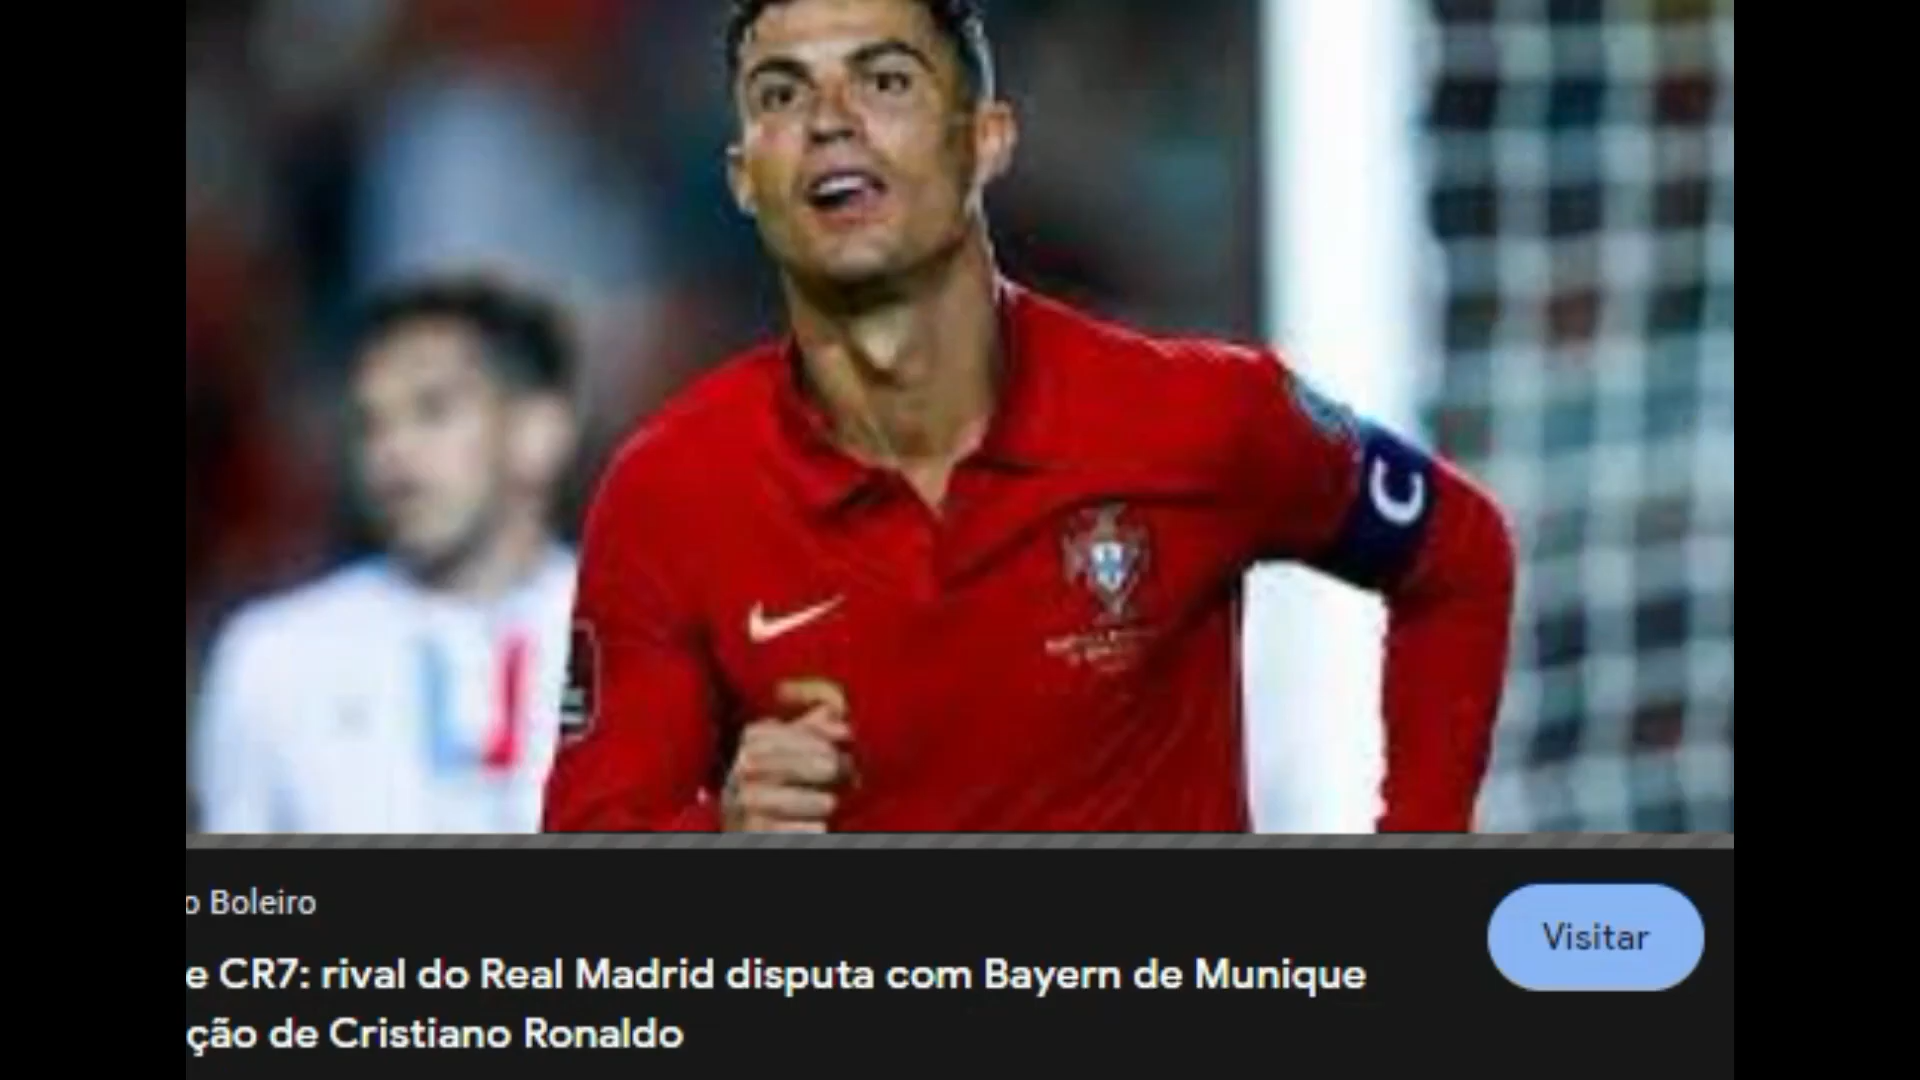 C
o Boleiro
Visitar
e CR7: rival do Real Madrid disputa com Bayern de Munique
ção de Cristiano Ronaldo